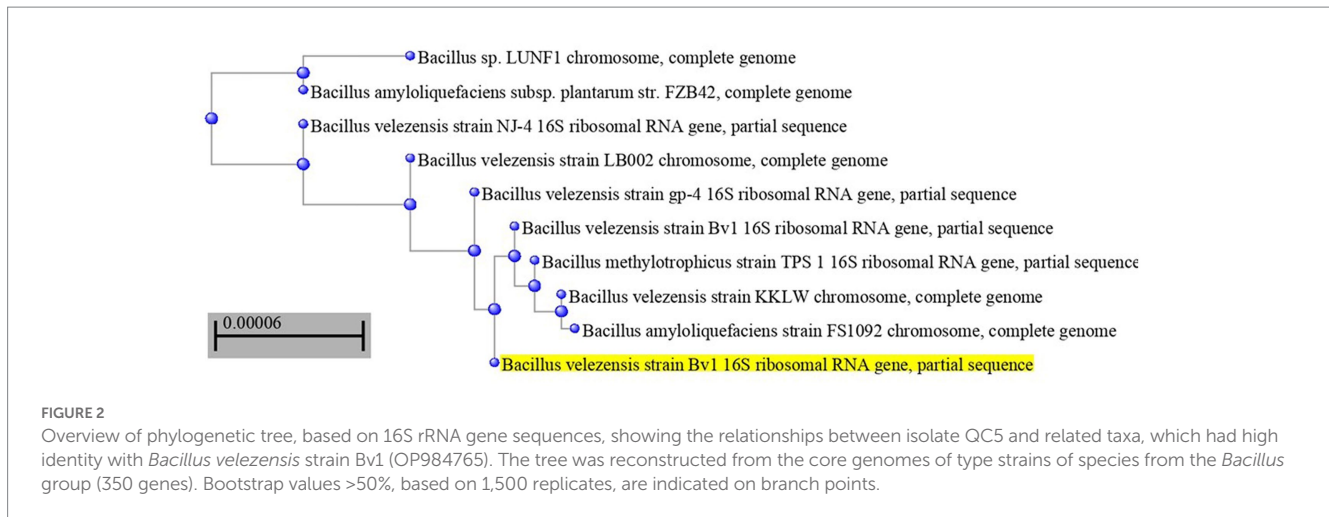 Bacillus sp. LUNF1 chromosome, complete genome
Bacillus amyloliquefaciens subsp. plantarum str. FZB42, complete genome
Bacillus velezensis strain NJ-4 16S ribosomal RNA gene, partial sequence
Bacillus velezensis strain LB002 chromosome, complete genome
Bacillus velezensis strain gp-4 16S ribosomal RNA gene, partial sequence
Bacillus velezensis strain Bv1 16S ribosomal RNA gene, partial sequence
Bacillus methylotrophicus strain TPS 1 16S ribosomal RNA gene, partial sequence
Bacillus velezensis strain KKLW chromosome, complete genome
0.00006
Bacillus amyloliquefaciens strain FS1092 chromosome, complete genome
Bacillus velezensis strain Bv1 16S ribosomal RNA gene, partial sequence
FIGURE 2
Overview of phylogenetic tree, based on 16S rRNA gene sequences, showing the relationships between isolate QC5 and related taxa, which had high
identity with Bacillus velezensis strain Bv1 (OP984765). The tree was reconstructed from the core genomes of type strains of species from the Bacillus
group (350 genes). Bootstrap values >50%, based on 1,500 replicates, are indicated on branch points.